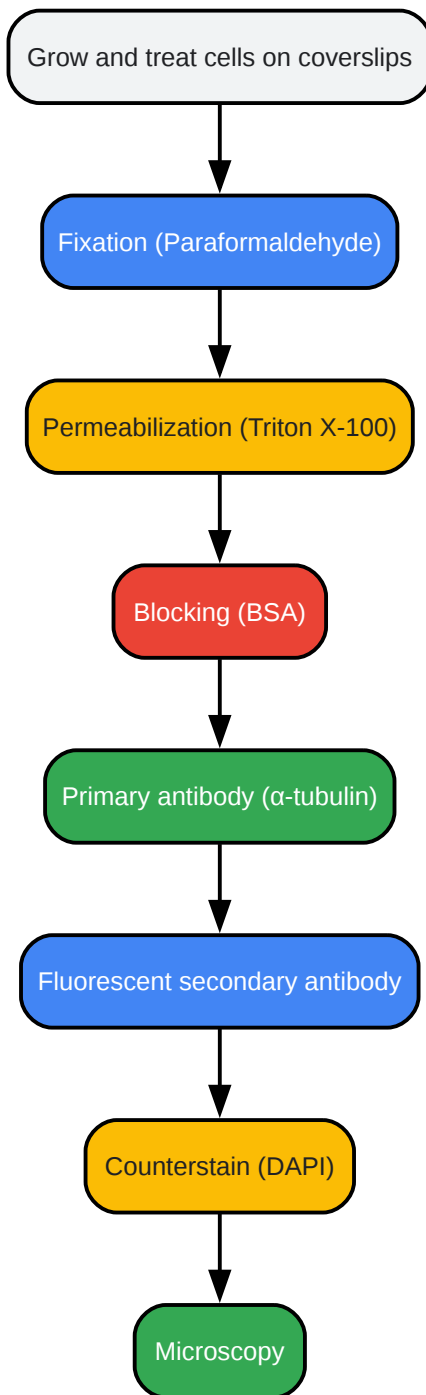 Grow and treat cells on coverslips
Fixation (Paraformaldehyde)
Permeabilization (Triton X-100)
Blocking (BSA)
Primary antibody (α-tubulin)
Fluorescent secondary antibody
Counterstain (DAPI)
Microscopy